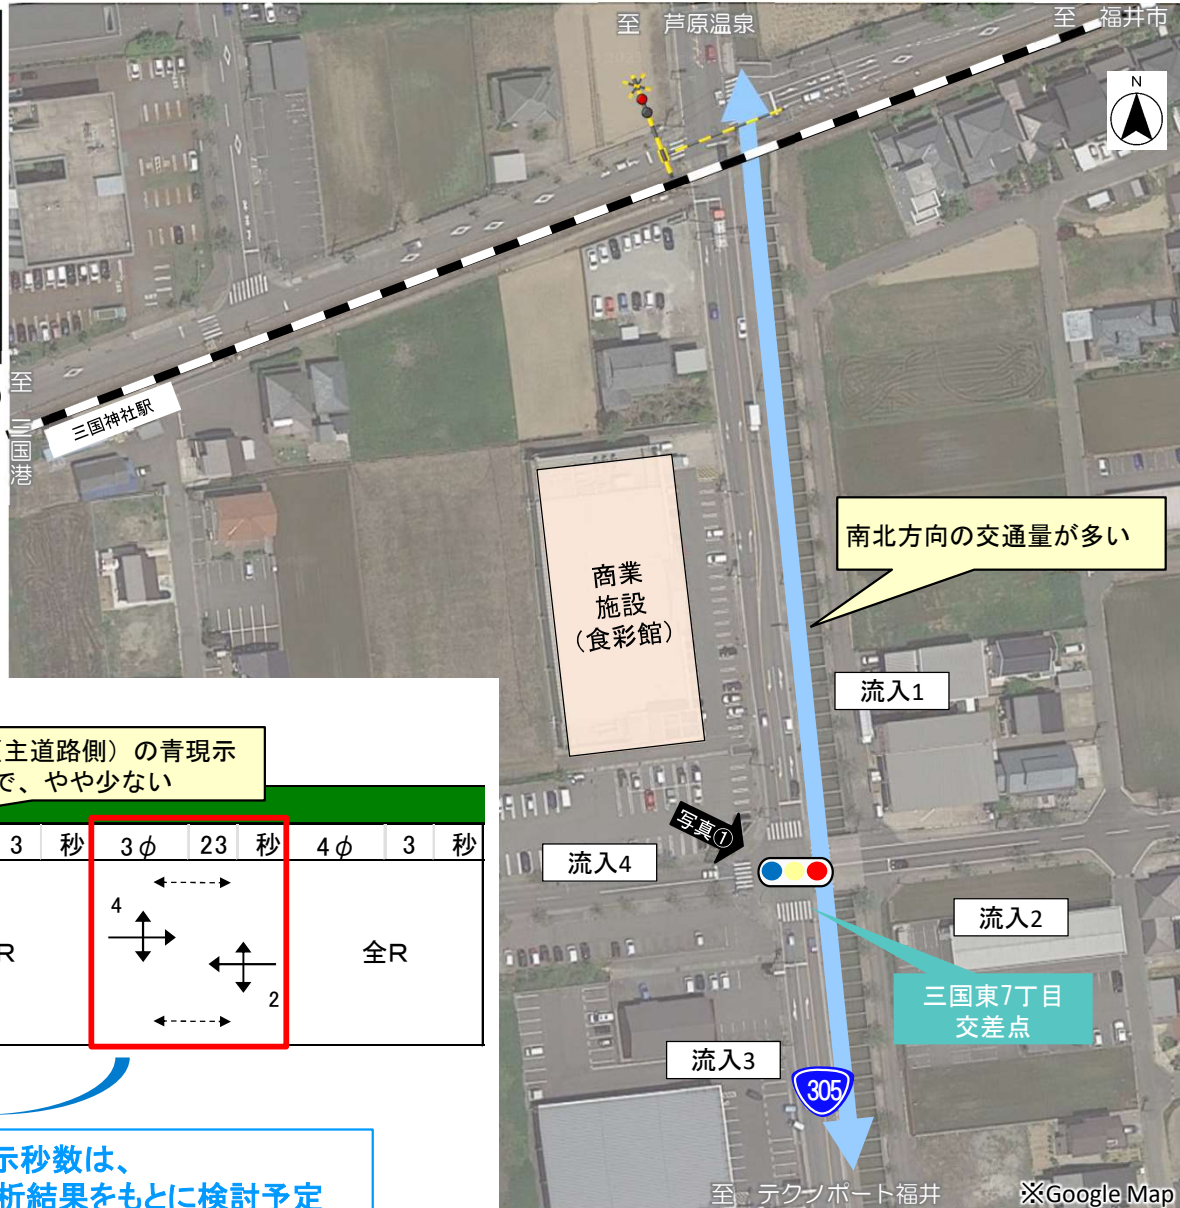 至 芦原温泉
至 福井市
N
至
三国港
三国神社駅
南北方向の交通量が多い
商業
施設
（食彩館）
流入1
（主道路側）の青現示
で、やや少ない
3 秒 3φ 23 秒 4φ 3 秒
4
2
R
全R
写真①
流入4
流入2
三国東7丁目
交差点
流入3
305
示秒数は、
析結果をもとに検討予定
至 テクノポート福井
※Google Map